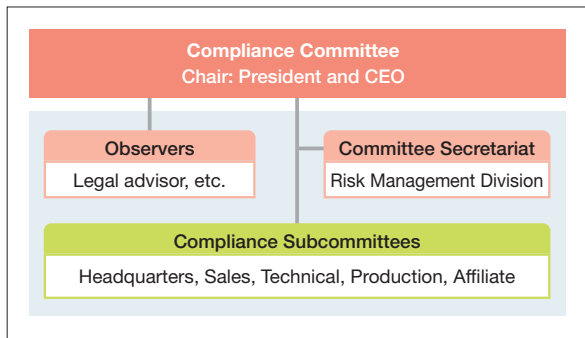 Compliance Committee
Chair: President and CEO
Observers
Legal advisor, etc.
Committee Secretariat
Risk Management Division
Compliance Subcommittees
Headquarters, Sales, Technical, Production, Affiliate